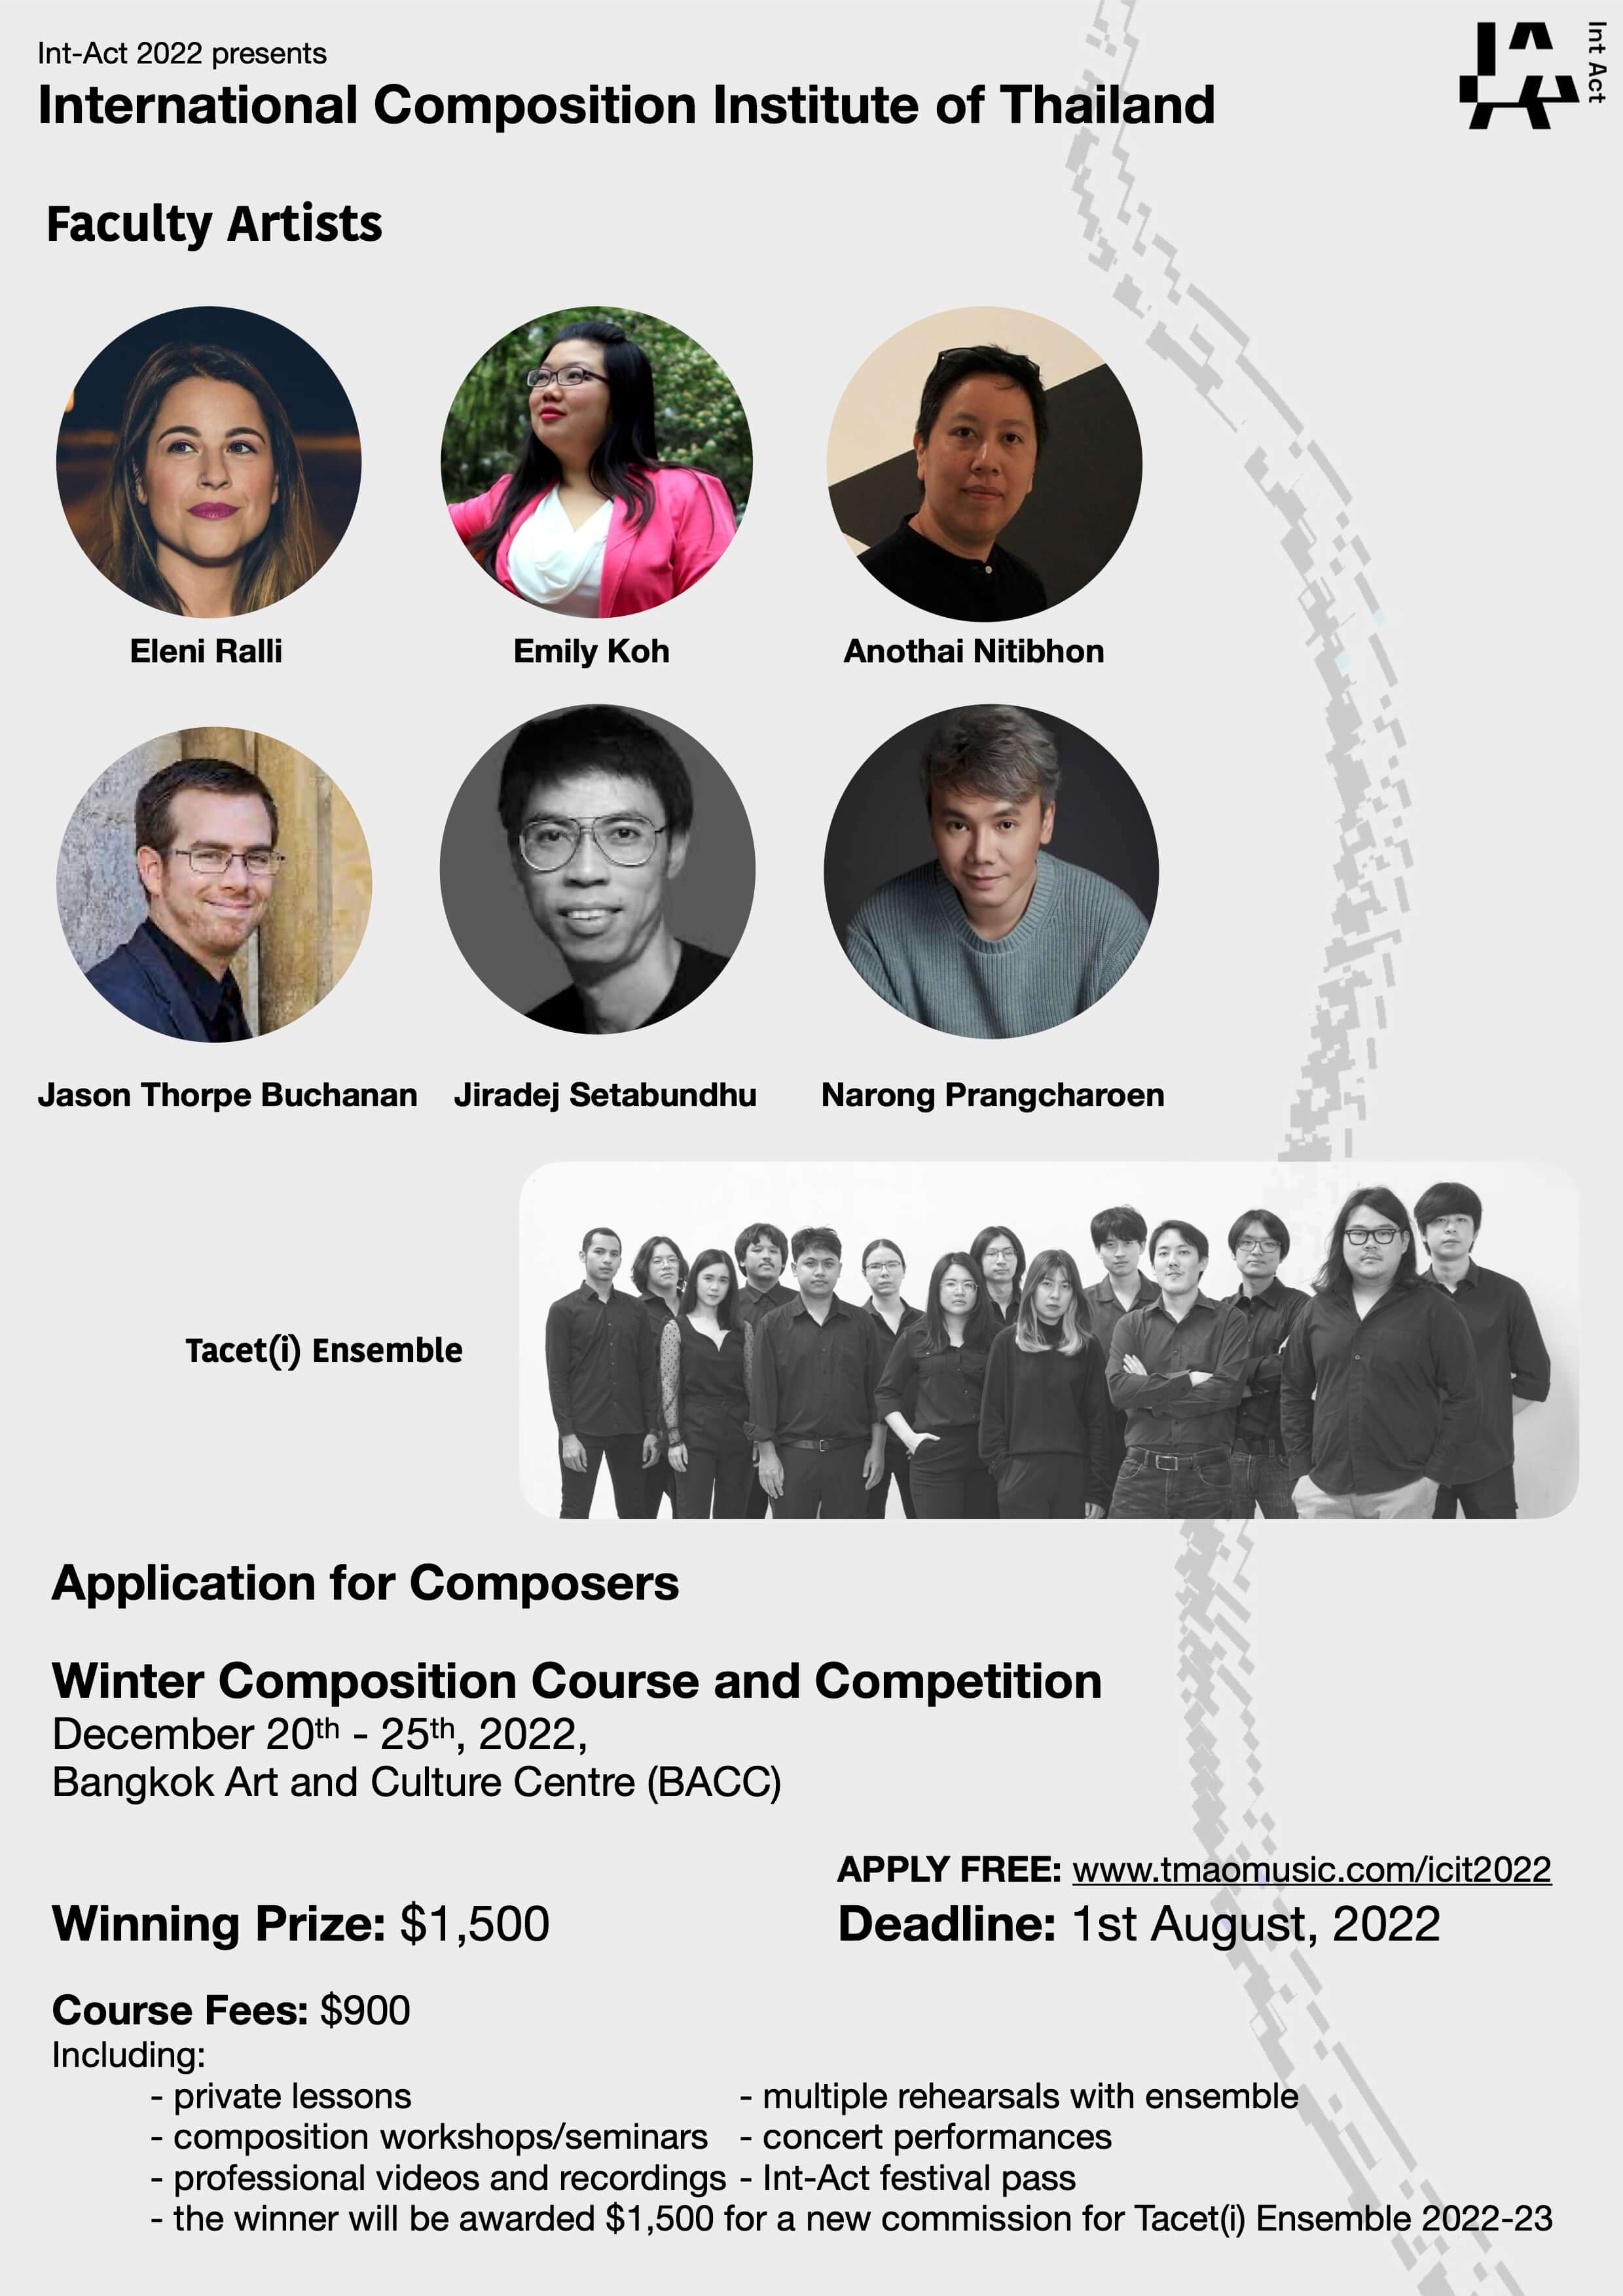 Int-Act 2022 presents
International Composition Institute of Thailand
Int Act
Faculty Artists
Eleni Ralli
Emily Koh
Anothai Nitibhon
Jason Thorpe Buchanan
Jiradej Setabundhu
Narong Prangcharoen
Tacet(i) Ensemble
Application for Composers
Winter Composition Course and Competition
December 20th - 25th, 2022,
Bangkok Art and Culture Centre (BACC)
APPLY FREE: www.tmaomusic.com/icit2022
Winning Prize: $1,500
Deadline: 1st August, 2022
Course Fees: $900
Including:
- private lessons
- multiple rehearsals with ensemble
- composition workshops/seminars
- concert performances
- professional videos and recordings
- Int-Act festival pass
- the winner will be awarded $1,500 for a new commission for Tacet(i) Ensemble 2022-23